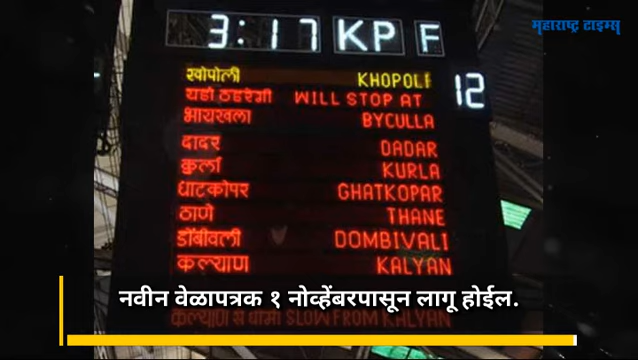 महाराष्ट्र टाइम्स
3:17 KP F
खोपोली KHOPOLI
12
यहाँ ठहरेगी WILL STOP AT
भायखला BYCULLA
दादर DADAR
कुर्ला KURLA
घाटकोपर GHATKOPAR
ठाणे THANE
डोंबीवली DOMBIVALI
कल्याण KALYAN
नवीन वेळापत्रक १ नोव्हेंबरपासून लागू होईल.
SLOW FROM KALYAN